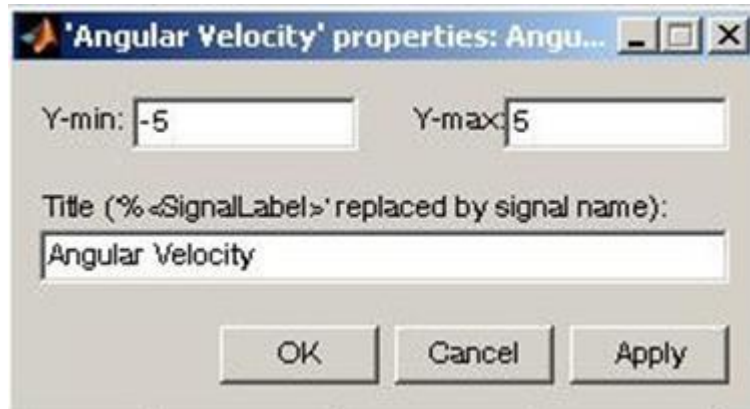 'Angular Velocity' properties: Angu...
Y-min: -5 Y-max: 5
Title ('%<SignalLabel>' replaced by signal name):
Angular Velocity
OK Cancel Apply